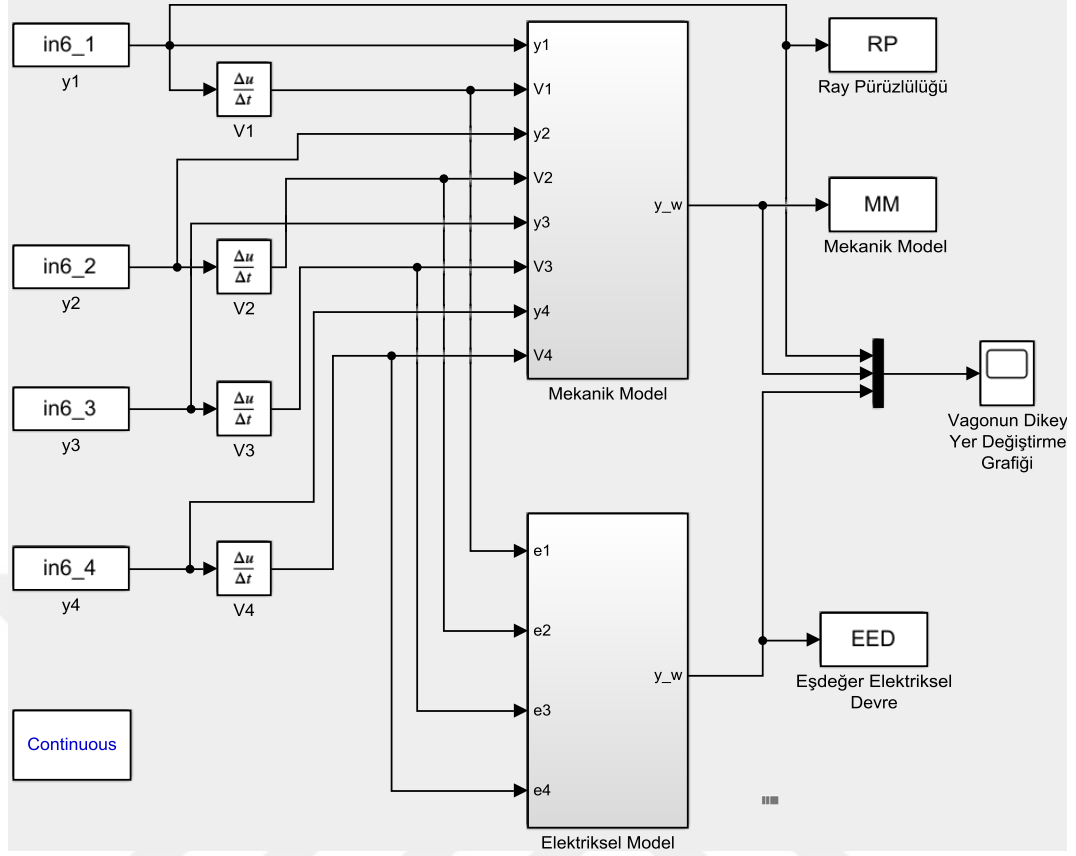 in6_1
y1
Δu
Δt
V1
in6_2
y2
Δu
Δt
V2
in6_3
y3
Δu
Δt
V3
in6_4
y4
Δu
Δt
V4
Continuous
y1
V1
y2
V2
y3
V3
y4
V4
y_w
Mekanik Model
e1
e2
e3
e4
y_w
Elektriksel Model
RP
Ray Pürüzlülüğü
MM
Mekanik Model
Vagonun Dikey
Yer Değiştirme
Grafiği
EED
Eşdeğer Elektriksel
Devre